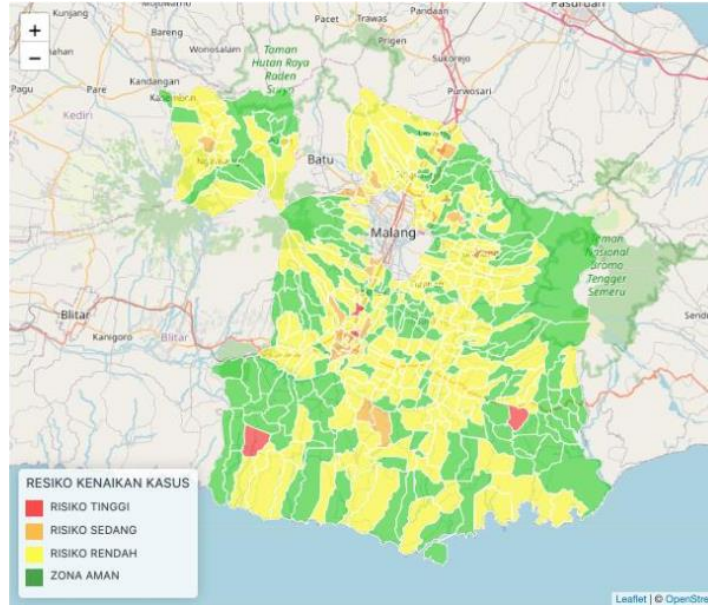 Kunjang
Mojowarno
Pacet
Trawas
Pandaan
Pasuruan
Bareng
Prigen
Wonosalam
Taman
Hutan Raya
Raden
Sukorejo
Pagu
Pare
Kandangan
Purwosari
Kediri
Batu
Malang
Nasional
Bromo
Tengger
Semeru
Blitar
Kanigoro
Blitar
+
−
RESIKO KENAIKAN KASUS
RISIKO TINGGI
RISIKO SEDANG
RISIKO RENDAH
ZONA AMAN
Leaflet | © OpenStre